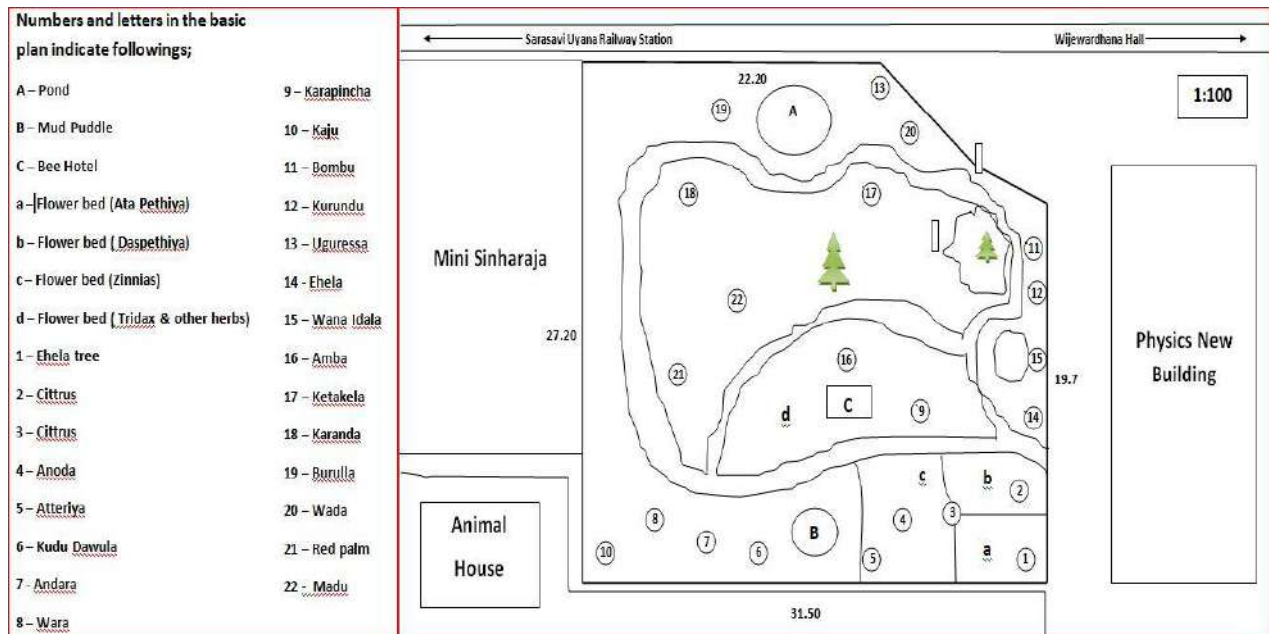 Numbers and letters in the basic
plan indicate followings;
A – Pond
B – Mud Puddle
C – Bee Hotel
a – Flower bed (Ata Pethiya)
b – Flower bed ( Daspethiya)
c – Flower bed (Zinnias)
d – Flower bed ( Tridax & other herbs)
1 – Ehela tree
2 – Cittrus
3 – Cittrus
4 – Anoda
5 – Atteriya
6 – Kudu Dawula
7 - Andara
8 – Wara
9 – Karapincha
10 – Kaju
11 – Bombu
12 – Kurundu
13 – Uguressa
14 - Ehela
15 – Wana Idala
16 – Amba
17 – Ketakela
18 – Karanda
19 – Burulla
20 – Wada
21 – Red palm
22 - Madu
Sarasavi Uyana Railway Station
Wijewardhana Hall
1:100
22.20
13
19
A
20
18
17
11
Mini Sinharaja
12
22
Physics New
Building
27.20
16
15
21
19.7
d
C
9
14
c
b
2
Animal
House
8
4
3
10
7
6
B
5
a
1
31.50